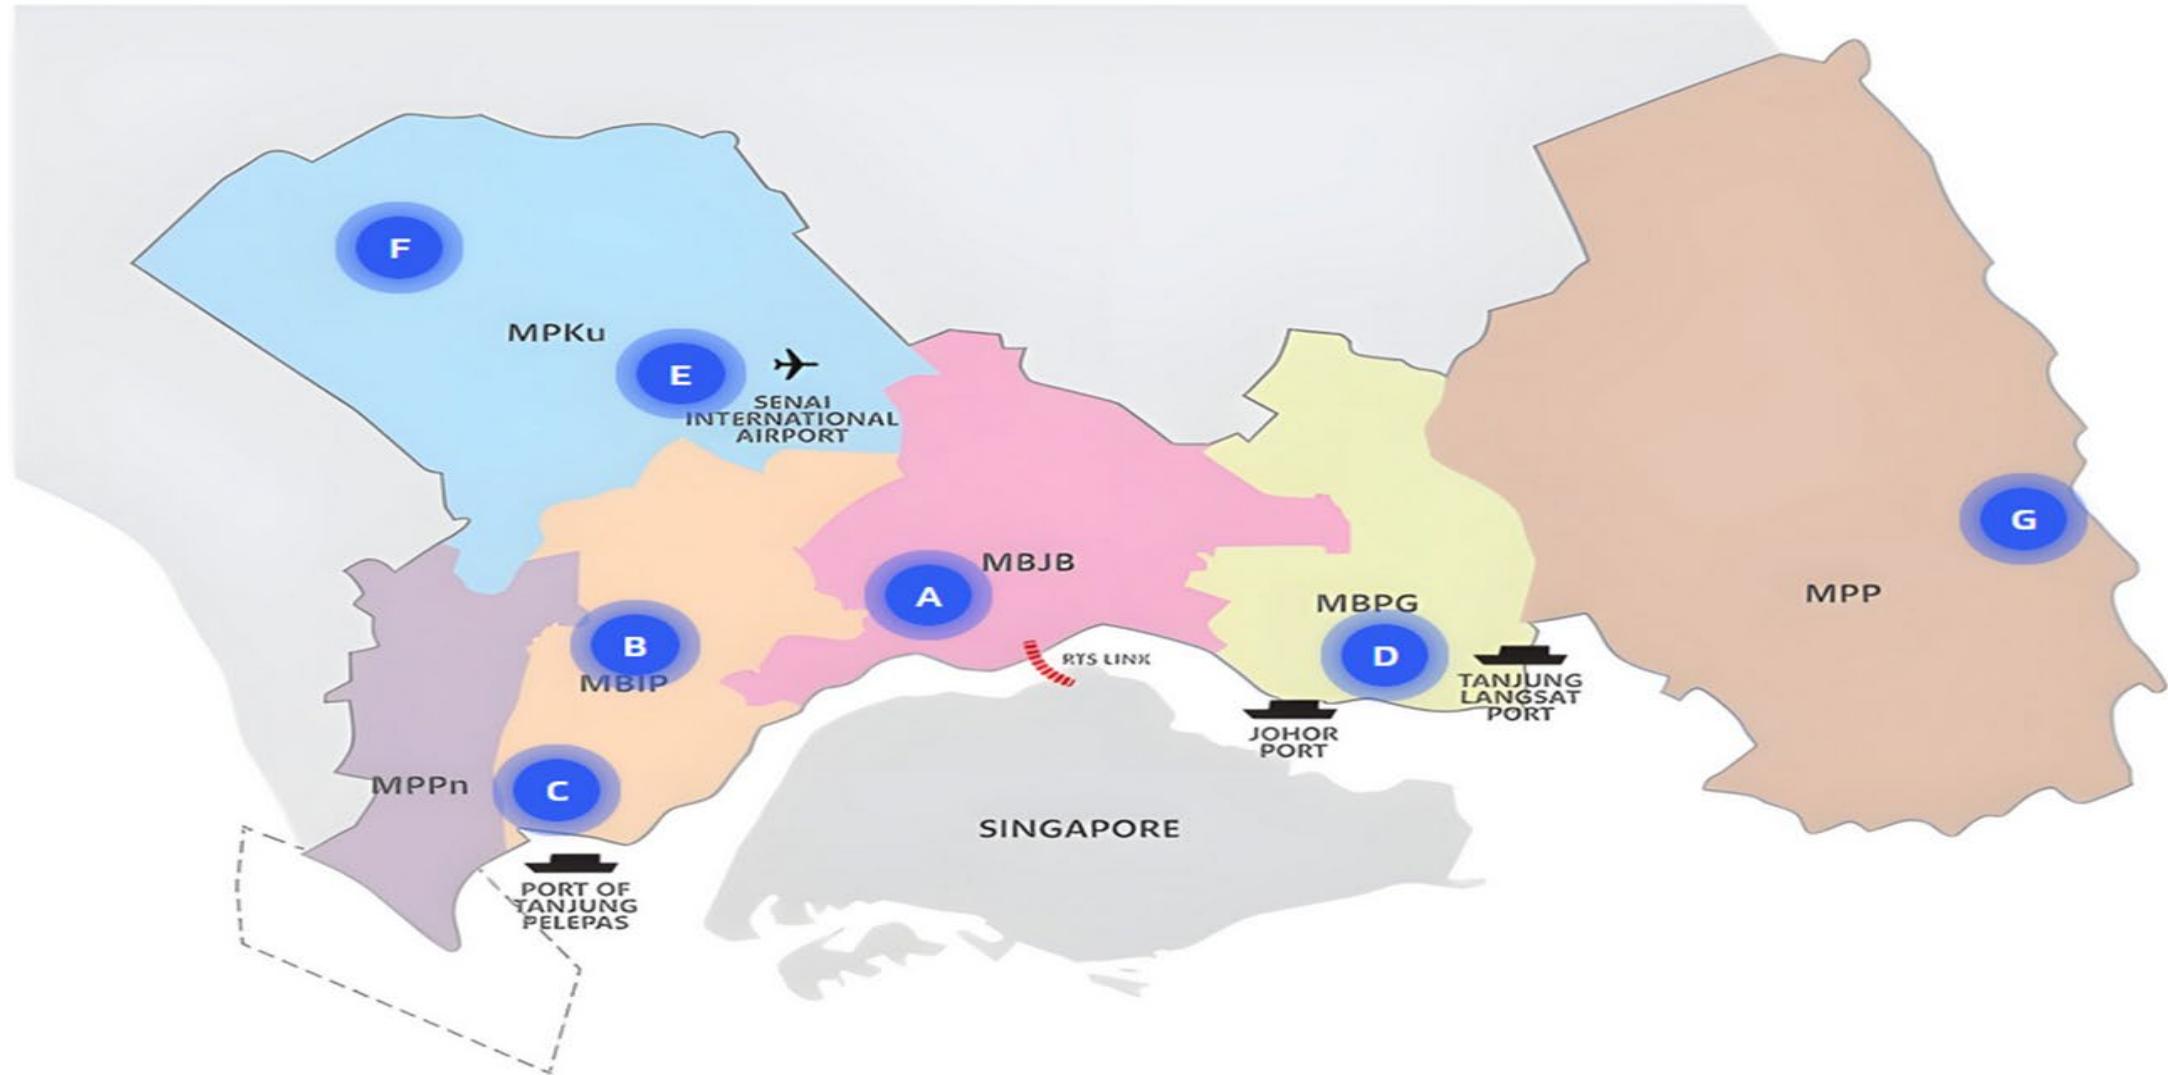 F
MPKu
E
SENAI
INTERNATIONAL
AIRPORT
G
MBJB
A
MPP
MBPG
B
MBIP
D
RTS LINK
TANJUNG
LANGSAT
PORT
JOHOR
PORT
MPPn
C
SINGAPORE
PORT OF
TANJUNG
PELEPAS